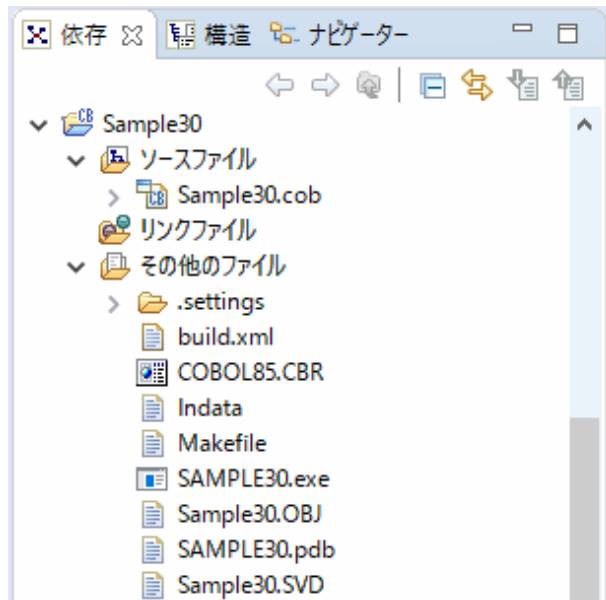 依存 構造 ナビゲーター
Sample30
ソースファイル
Sample30.cob
リンクファイル
その他のファイル
.settings
build.xml
COBOL85.CBR
Indata
Makefile
SAMPLE30.exe
Sample30.OBJ
SAMPLE30.pdb
Sample30.SVD